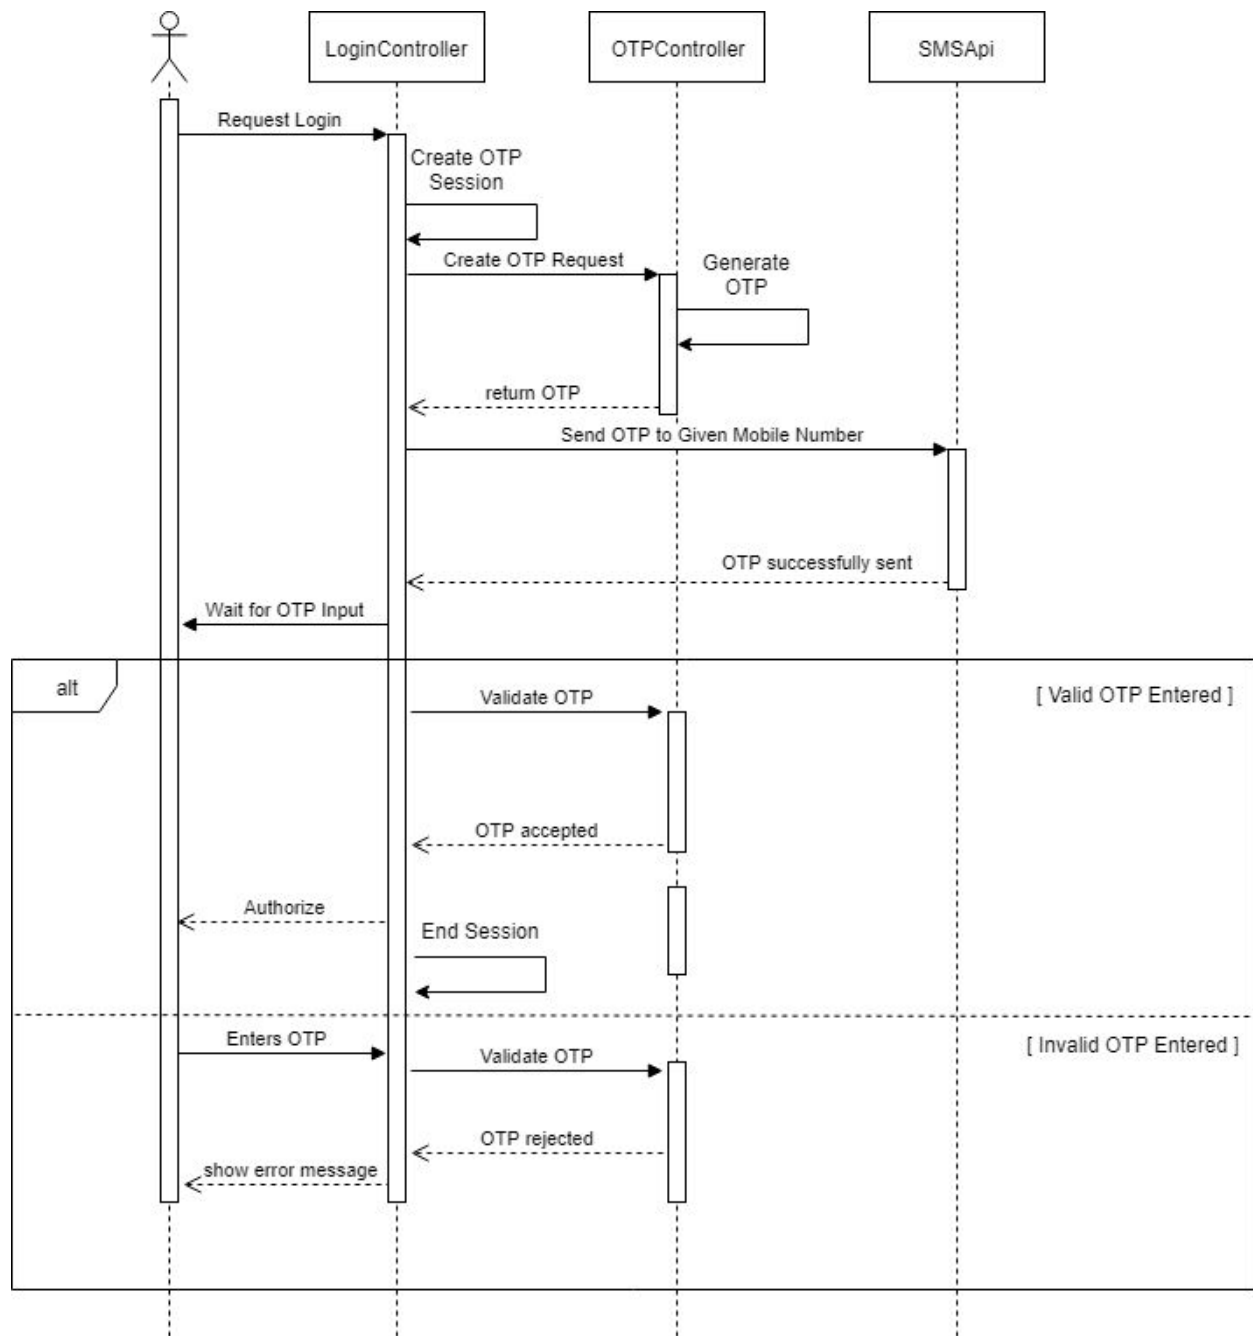 LoginController
OTPController
SMSApi
Request Login
Create OTP
Session
Create OTP Request
Generate
OTP
return OTP
Send OTP to Given Mobile Number
OTP successfully sent
Wait for OTP Input
alt
Validate OTP
[ Valid OTP Entered ]
OTP accepted
Authorize
End Session
Enters OTP
Validate OTP
[ Invalid OTP Entered ]
OTP rejected
show error message